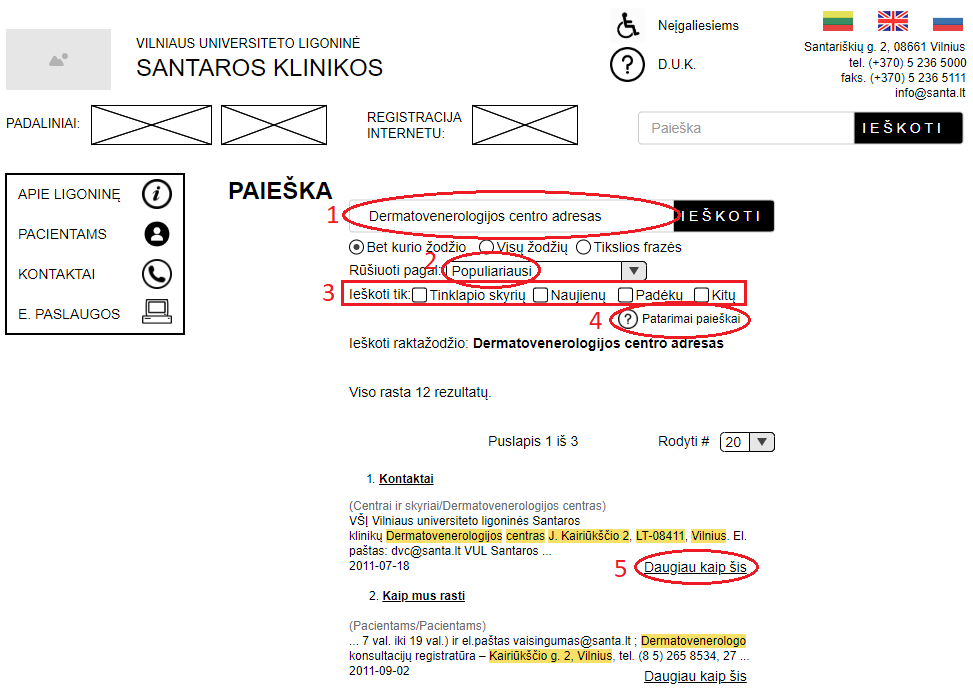 VILNIAUS UNIVERSITETO LIGONINĖ
SANTAROS KLINIKOS
Neįgaliesiems
D.U.K.
Santariškių g. 2, 08661 Vilnius
tel. (+370) 5 236 5000
faks. (+370) 5 236 5111
info@santa.lt
PADALINIAI:
REGISTRACIJA
INTERNETU:
Paieška
IEŠKOTI
APIE LIGONINĘ
PACIENTAMS
KONTAKTAI
E. PASLAUGOS
PAIEŠKA
1 Dermatovenerologijos centro adresas IEŠKOTI
Bet kurio žodžio Visų žodžių Tikslios frazės
2
Rūšiuoti pagal: Populiariausi
3 Ieškoti tik: Tinklapio skyrių Naujienų Padėkų Kitų
4 ? Patarimai paieškai
Ieškoti raktažodžio: Dermatovenerologijos centro adresas
Viso rasta 12 rezultatų.
Puslapis 1 iš 3 Rodyti # 20
1. Kontaktai
(Centrai ir skyriai/Dermatovenerologijos centras)
VŠĮ Vilniaus universiteto ligoninės Santaros
klinikų Dermatovenerologijos centras J. Kairiūkščio 2, LT-08411, Vilnius. El.
paštas: dvc@santa.lt VUL Santaros ...
2011-07-18
5 Daugiau kaip šis
2. Kaip mus rasti
(Pacientams/Pacientams)
... 7 val. iki 19 val.) ir el.paštas vaisingumas@santa.lt ; Dermatovenerologo
konsultacijų registratūra – Kairiūkščio g. 2, Vilnius, tel. (8 5) 265 8534, 27 ...
2011-09-02
Daugiau kaip šis